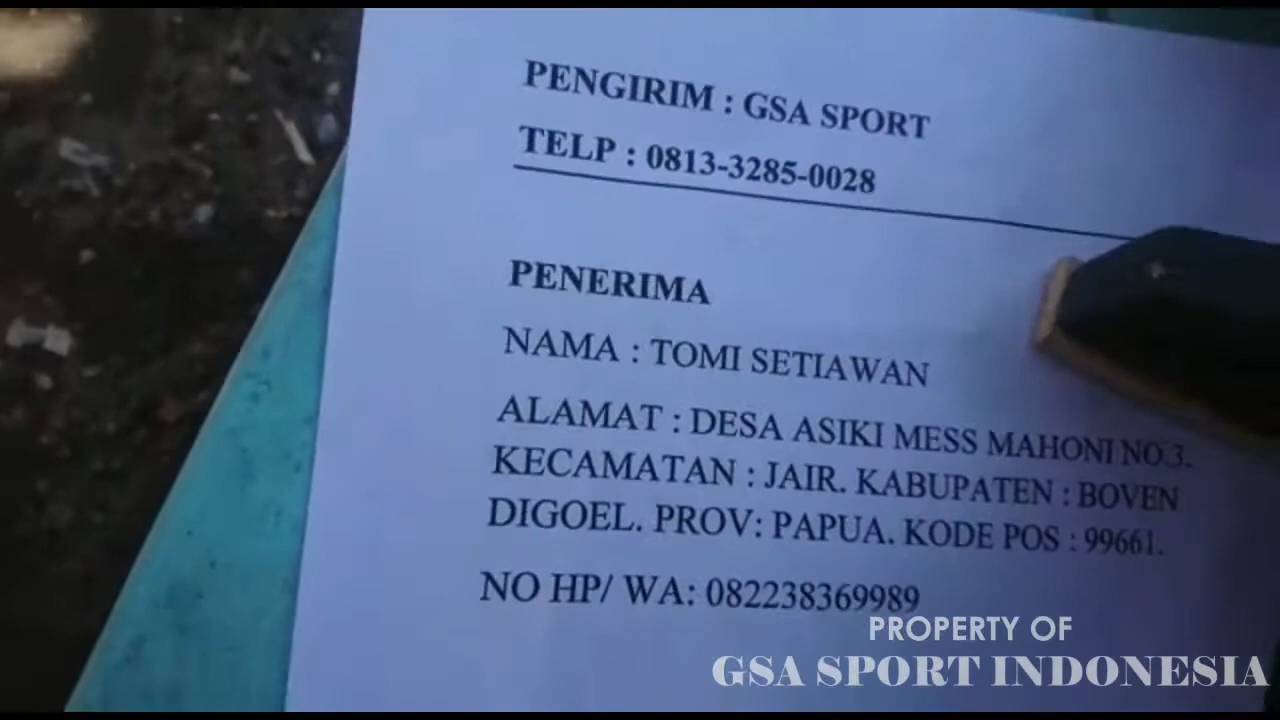 PENGIRIM : GSA SPORT
TELP : 0813-3285-0028
PENERIMA
NAMA : TOMI SETIAWAN
ALAMAT : DESA ASIKI MESS MAHONI NO.3.
KECAMATAN : JAIR. KABUPATEN : BOVEN
DIGOEL. PROV: PAPUA. KODE POS : 99661.
NO HP/ WA: 082238369989
PROPERTY OF
GSA SPORT INDONESIA